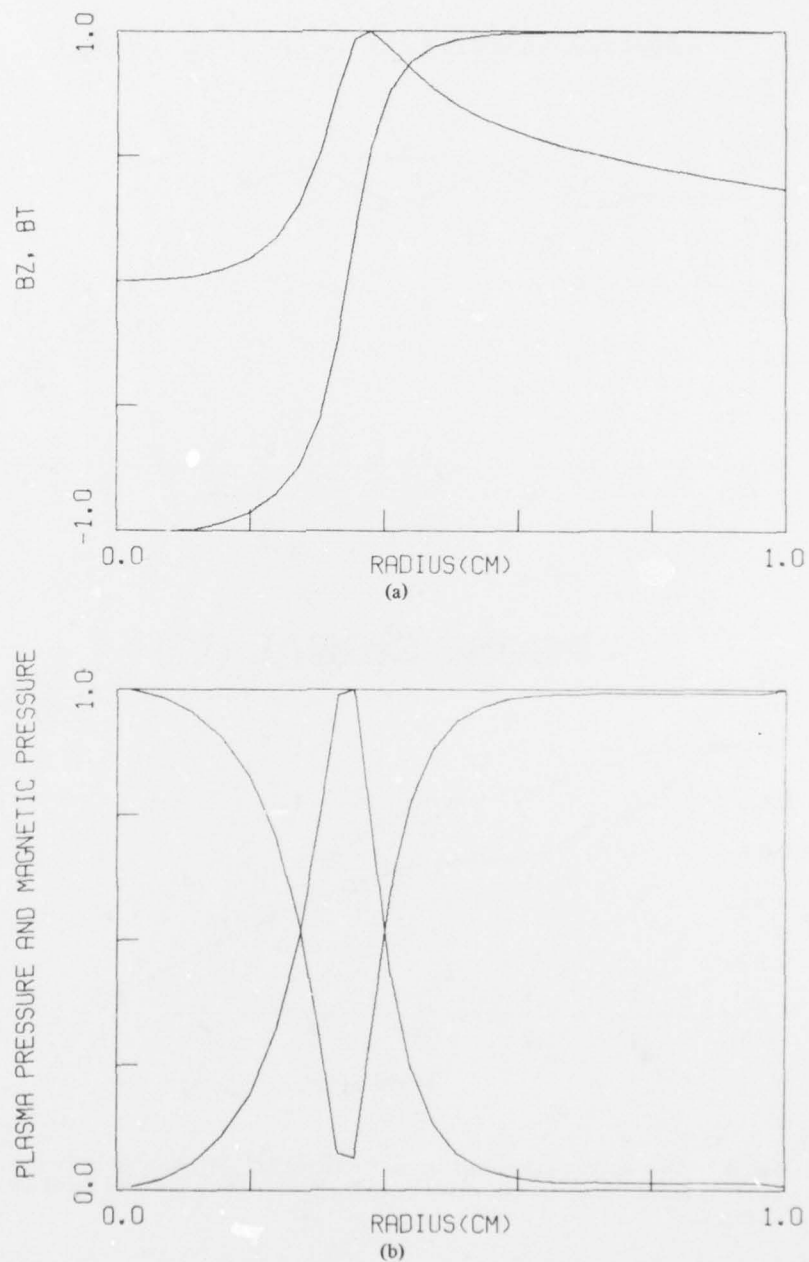 1.0
BZ, BT
-1.0
0.0
RADIUS(CM)
1.0
(a)
1.0
PLASMA PRESSURE AND MAGNETIC PRESSURE
0.0
0.0
RADIUS(CM)
1.0
(b)